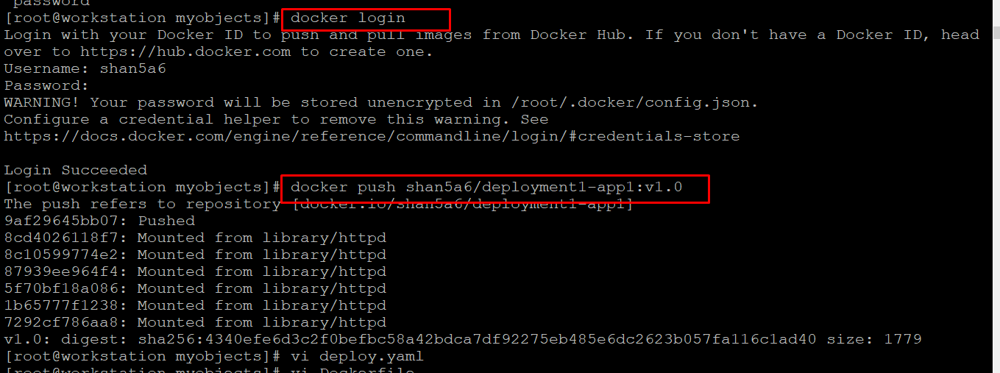 password
[root@workstation myobjects]# docker login
Login with your Docker ID to push and pull images from Docker Hub. If you don't have a Docker ID, head
over to https://hub.docker.com to create one.
Username: shan5a6
Password:
WARNING! Your password will be stored unencrypted in /root/.docker/config.json.
Configure a credential helper to remove this warning. See
https://docs.docker.com/engine/reference/commandline/login/#credentials-store
Login Succeeded
[root@workstation myobjects]# docker push shan5a6/deployment1-app1:v1.0
The push refers to repository [docker.io/shan5a6/deployment1-app1]
9af29645bb07: Pushed
8cd4026118f7: Mounted from library/httpd
8c10599774e2: Mounted from library/httpd
87939ee964f4: Mounted from library/httpd
5f70bf18a086: Mounted from library/httpd
1b65777f1238: Mounted from library/httpd
7292cf786aa8: Mounted from library/httpd
v1.0: digest: sha256:4340efe6d3c2f0befbc58a42bdca7df92275eb485e6dc2623b057fa116c1ad40 size: 1779
[root@workstation myobjects]# vi deploy.yaml
[root@workstation myobjects]# vi Dockerfile